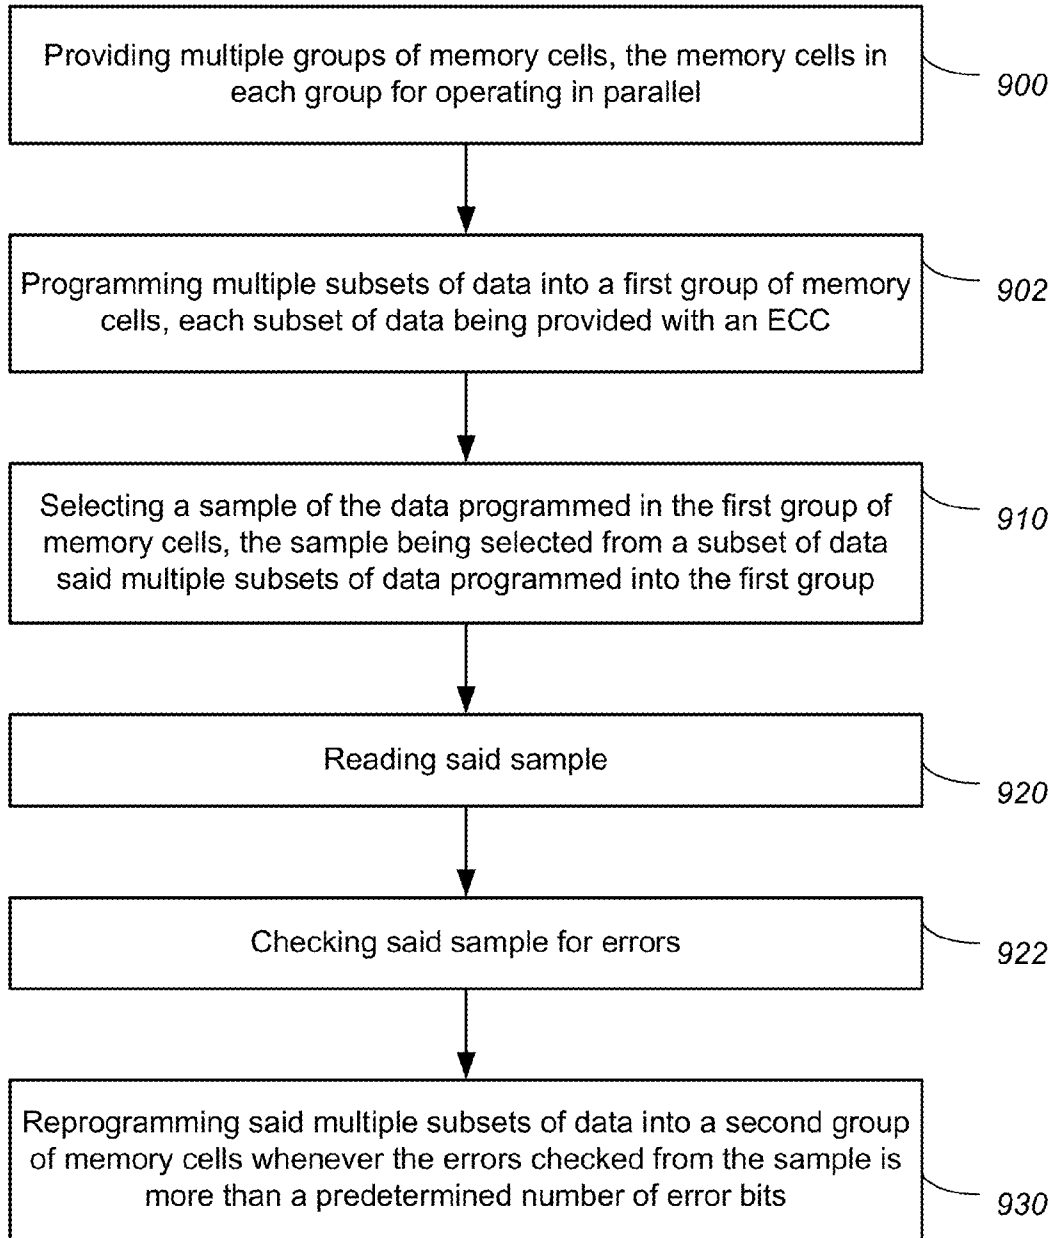 Providing multiple groups of memory cells, the memory cells in
each group for operating in parallel
900
Programming multiple subsets of data into a first group of memory
cells, each subset of data being provided with an ECC
902
Selecting a sample of the data programmed in the first group of
memory cells, the sample being selected from a subset of data
said multiple subsets of data programmed into the first group
910
Reading said sample
920
Checking said sample for errors
922
Reprogramming said multiple subsets of data into a second group
of memory cells whenever the errors checked from the sample is
more than a predetermined number of error bits
930